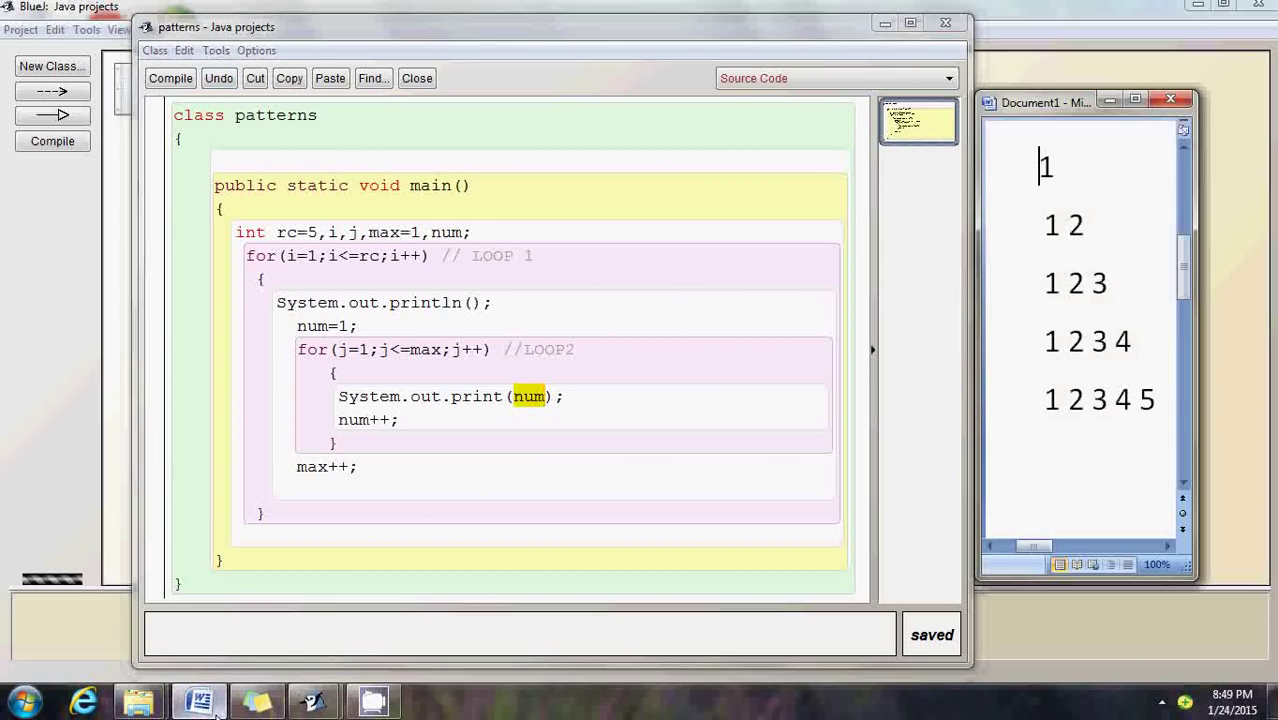 BlueJ: Java projects
Project Edit Tools View
patterns - Java projects
Class Edit Tools Options
New Class...
Compile
Compile Undo Cut Copy Paste Find... Close
Source Code
class patterns
{
public static void main()
{
int rc=5,i,j,max=1,num;
for(i=1;i<=rc;i++) // LOOP 1
{
System.out.println();
num=1;
for(j=1;j<=max;j++) //LOOP2
{
System.out.print(num);
num++;
}
max++;
}
}
}
saved
Document1 - Mi...
1
1 2
1 2 3
1 2 3 4
1 2 3 4 5
100%
8:49 PM
1/24/2015